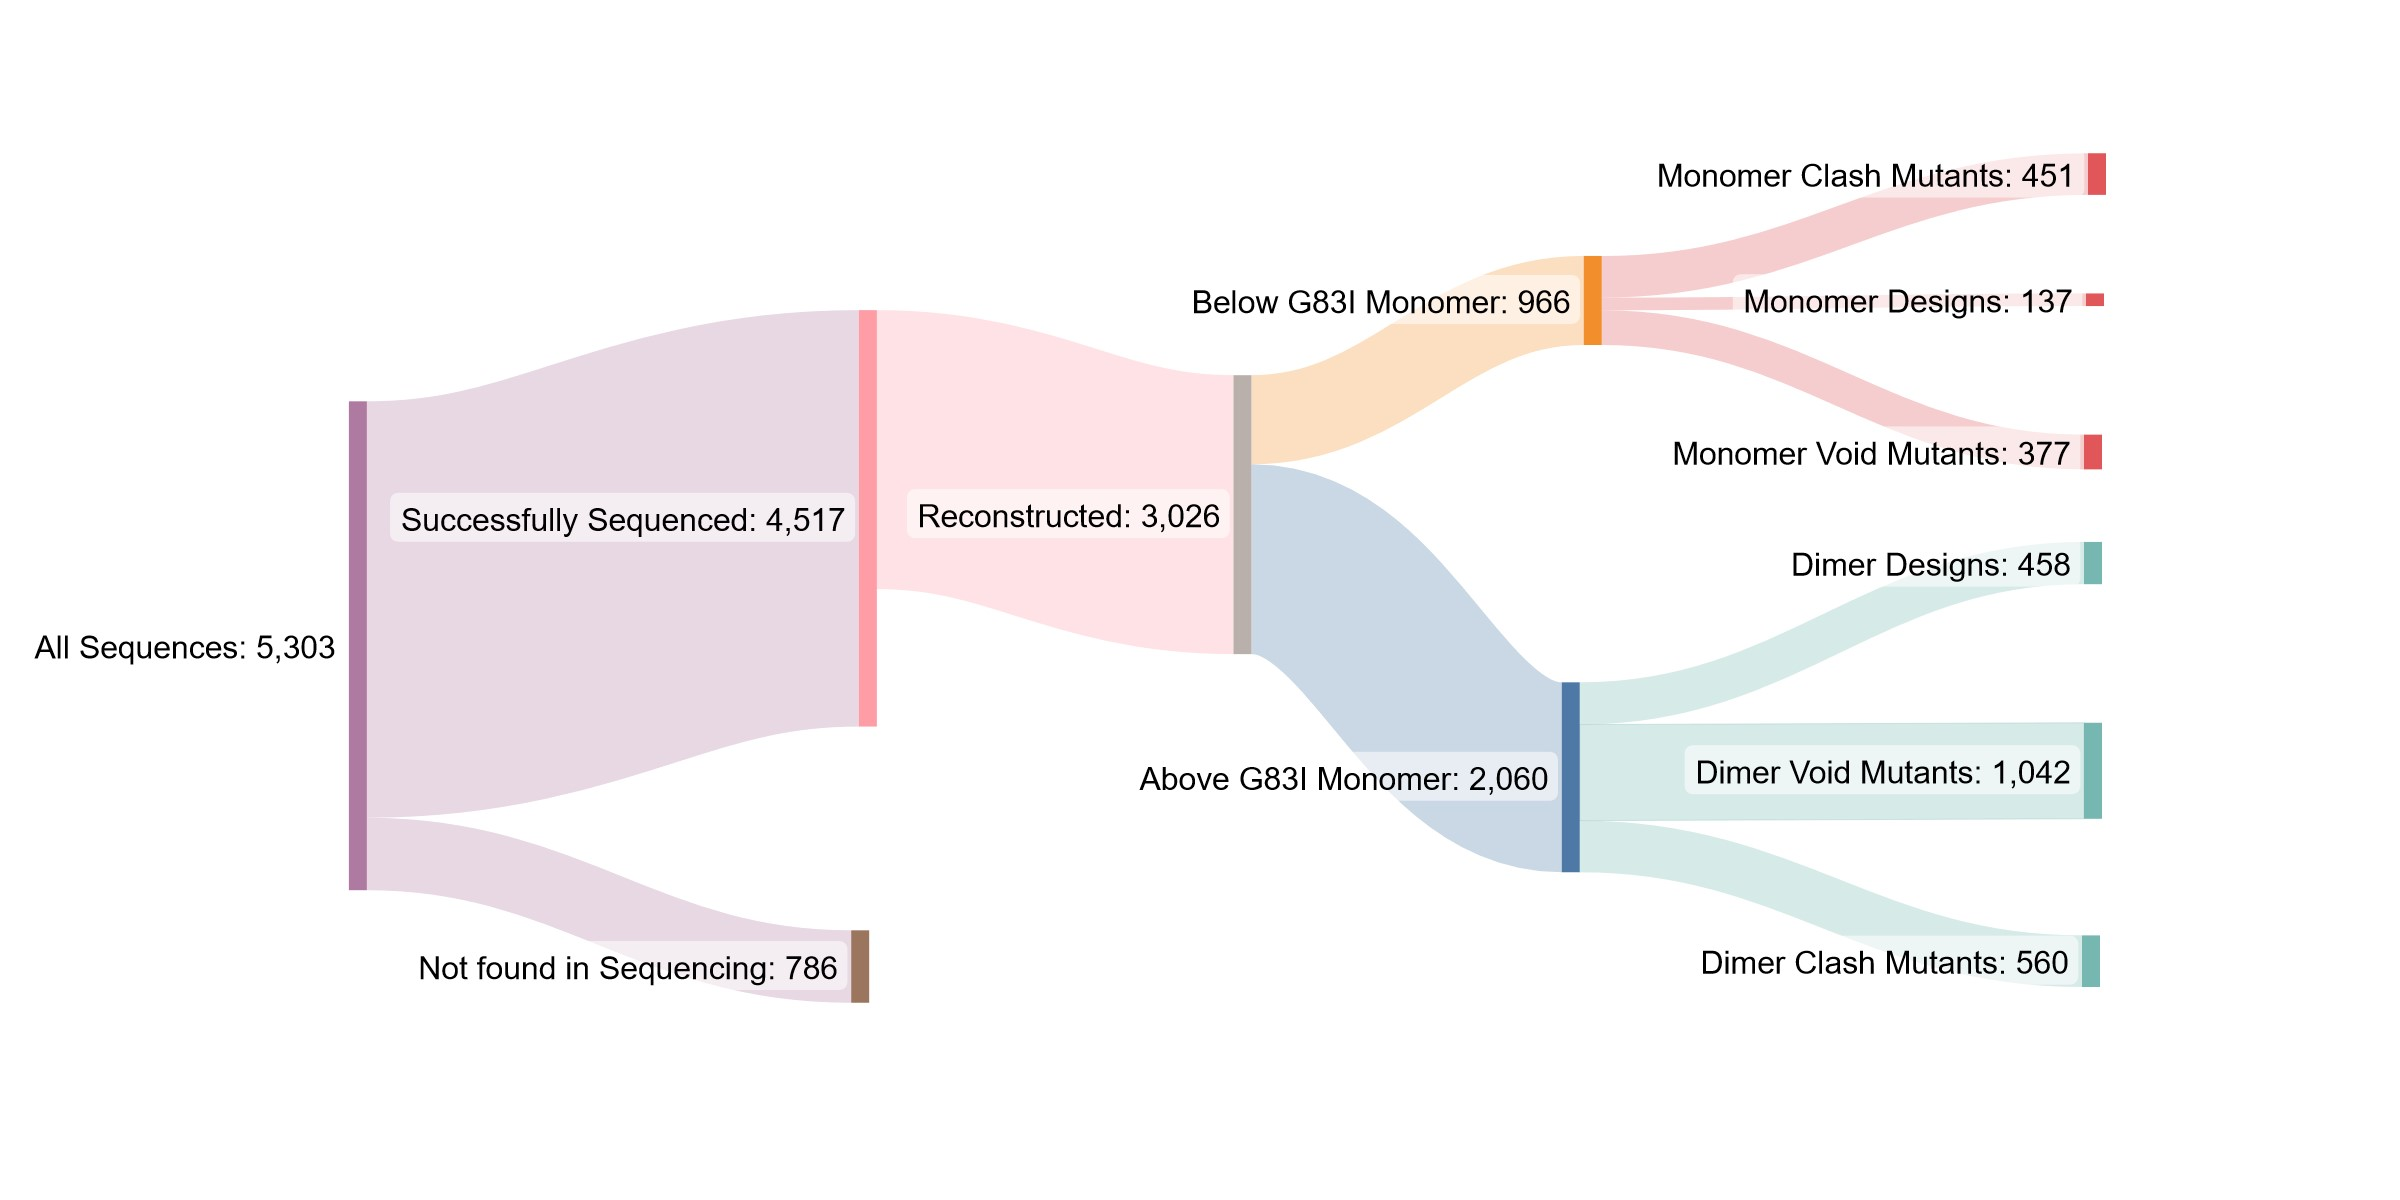 All Sequences: 5,303
Successfully Sequenced: 4,517
Not found in Sequencing: 786
Reconstructed: 3,026
Below G83I Monomer: 966
Above G83I Monomer: 2,060
Monomer Clash Mutants: 451
Monomer Designs: 137
Monomer Void Mutants: 377
Dimer Designs: 458
Dimer Void Mutants: 1,042
Dimer Clash Mutants: 560